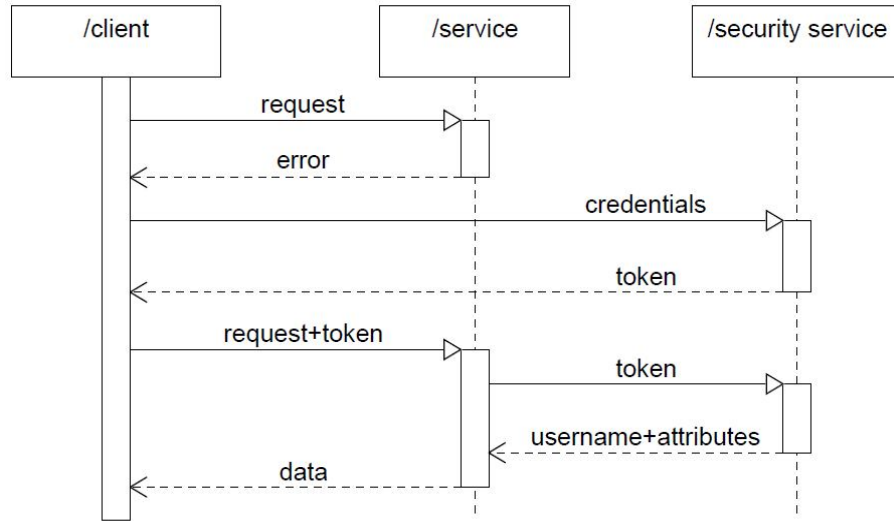 /client
/service
/security service
request
error
credentials
token
request+token
token
username+attributes
data